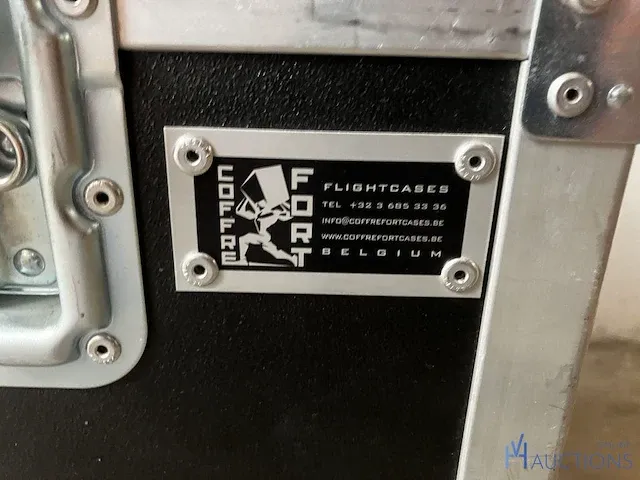 COFFRE
FORT
FLIGHTCASES
TEL +32 3 685 33 36
INFO@COFFREFORTCASES.BE
WWW.COFFREFORTCASES.BE
BELGIUM
AUCTIONS